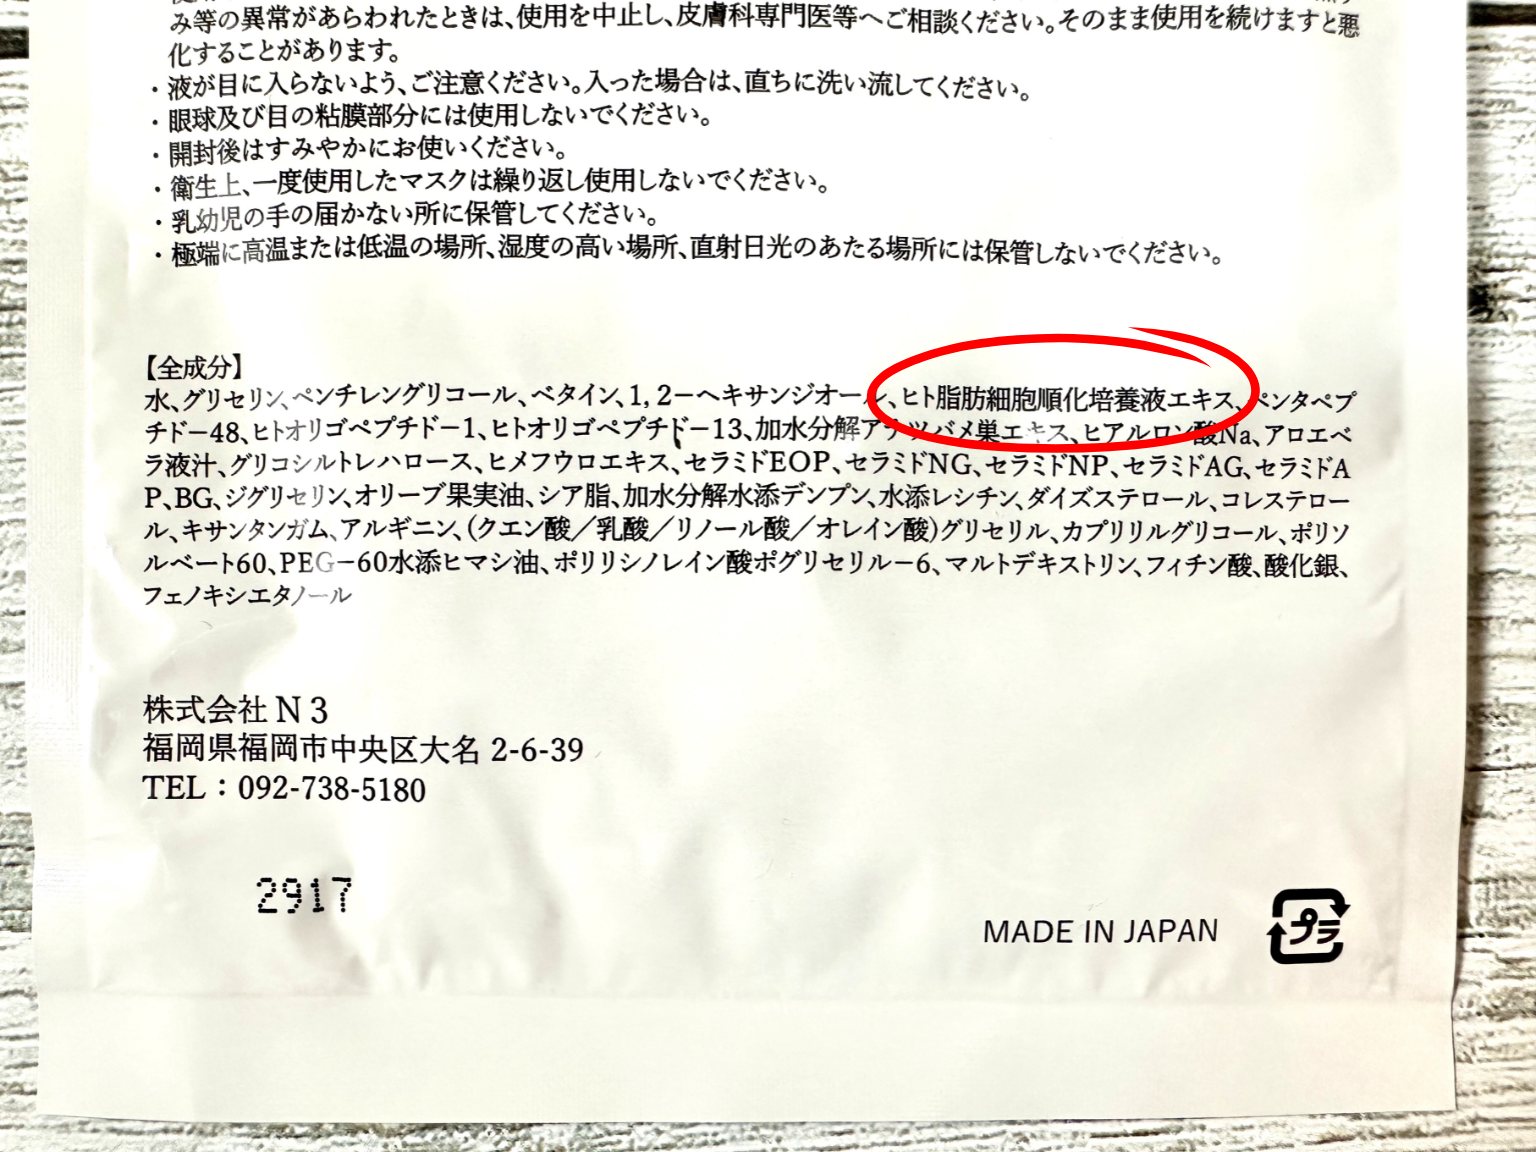 み等の異常があらわれたときは、使用を中止し、皮膚科専門医等へご相談ください。そのまま使用を続けますと悪
化することがあります。
・液が目に入らないよう、ご注意ください。入った場合は、直ちに洗い流してください。
・眼球及び目の粘膜部分には使用しないでください。
・開封後はすみやかにお使いください。
・衛生上、一度使用したマスクは繰り返し使用しないでください。
・乳幼児の手の届かない所に保管してください。
・極端に高温または低温の場所、湿度の高い場所、直射日光のあたる場所には保管しないでください。
【全成分】
水、グリセリン、ペンチレングリコール、ベタイン、1, 2－ヘキサンジオール、ヒト脂肪細胞順化培養液エキス、ペンタペプ
チド－48、ヒトオリゴペプチド－1、ヒトオリゴペプチド－13、加水分解アナツバメ巣エキス、ヒアルロン酸Na、アロエベ
ラ液汁、グリコシルトレハロース、ヒメフウロエキス、セラミドEOP、セラミドNG、セラミドNP、セラミドAG、セラミドA
P、BG、ジグリセリン、オリーブ果実油、シア脂、加水分解水添デンプン、水添レシチン、ダイズステロール、コレステロー
ル、キサンタンガム、アルギニン、(クエン酸／乳酸／リノール酸／オレイン酸)グリセリル、カプリリルグリコール、ポリソ
ルベート60、PEG－60水添ヒマシ油、ポリリシノレイン酸ポグリセリル－6、マルトデキストリン、フィチン酸、酸化銀、
フェノキシエタノール
株式会社 N 3
福岡県福岡市中央区大名 2-6-39
TEL：092-738-5180
2917
MADE IN JAPAN
プラ